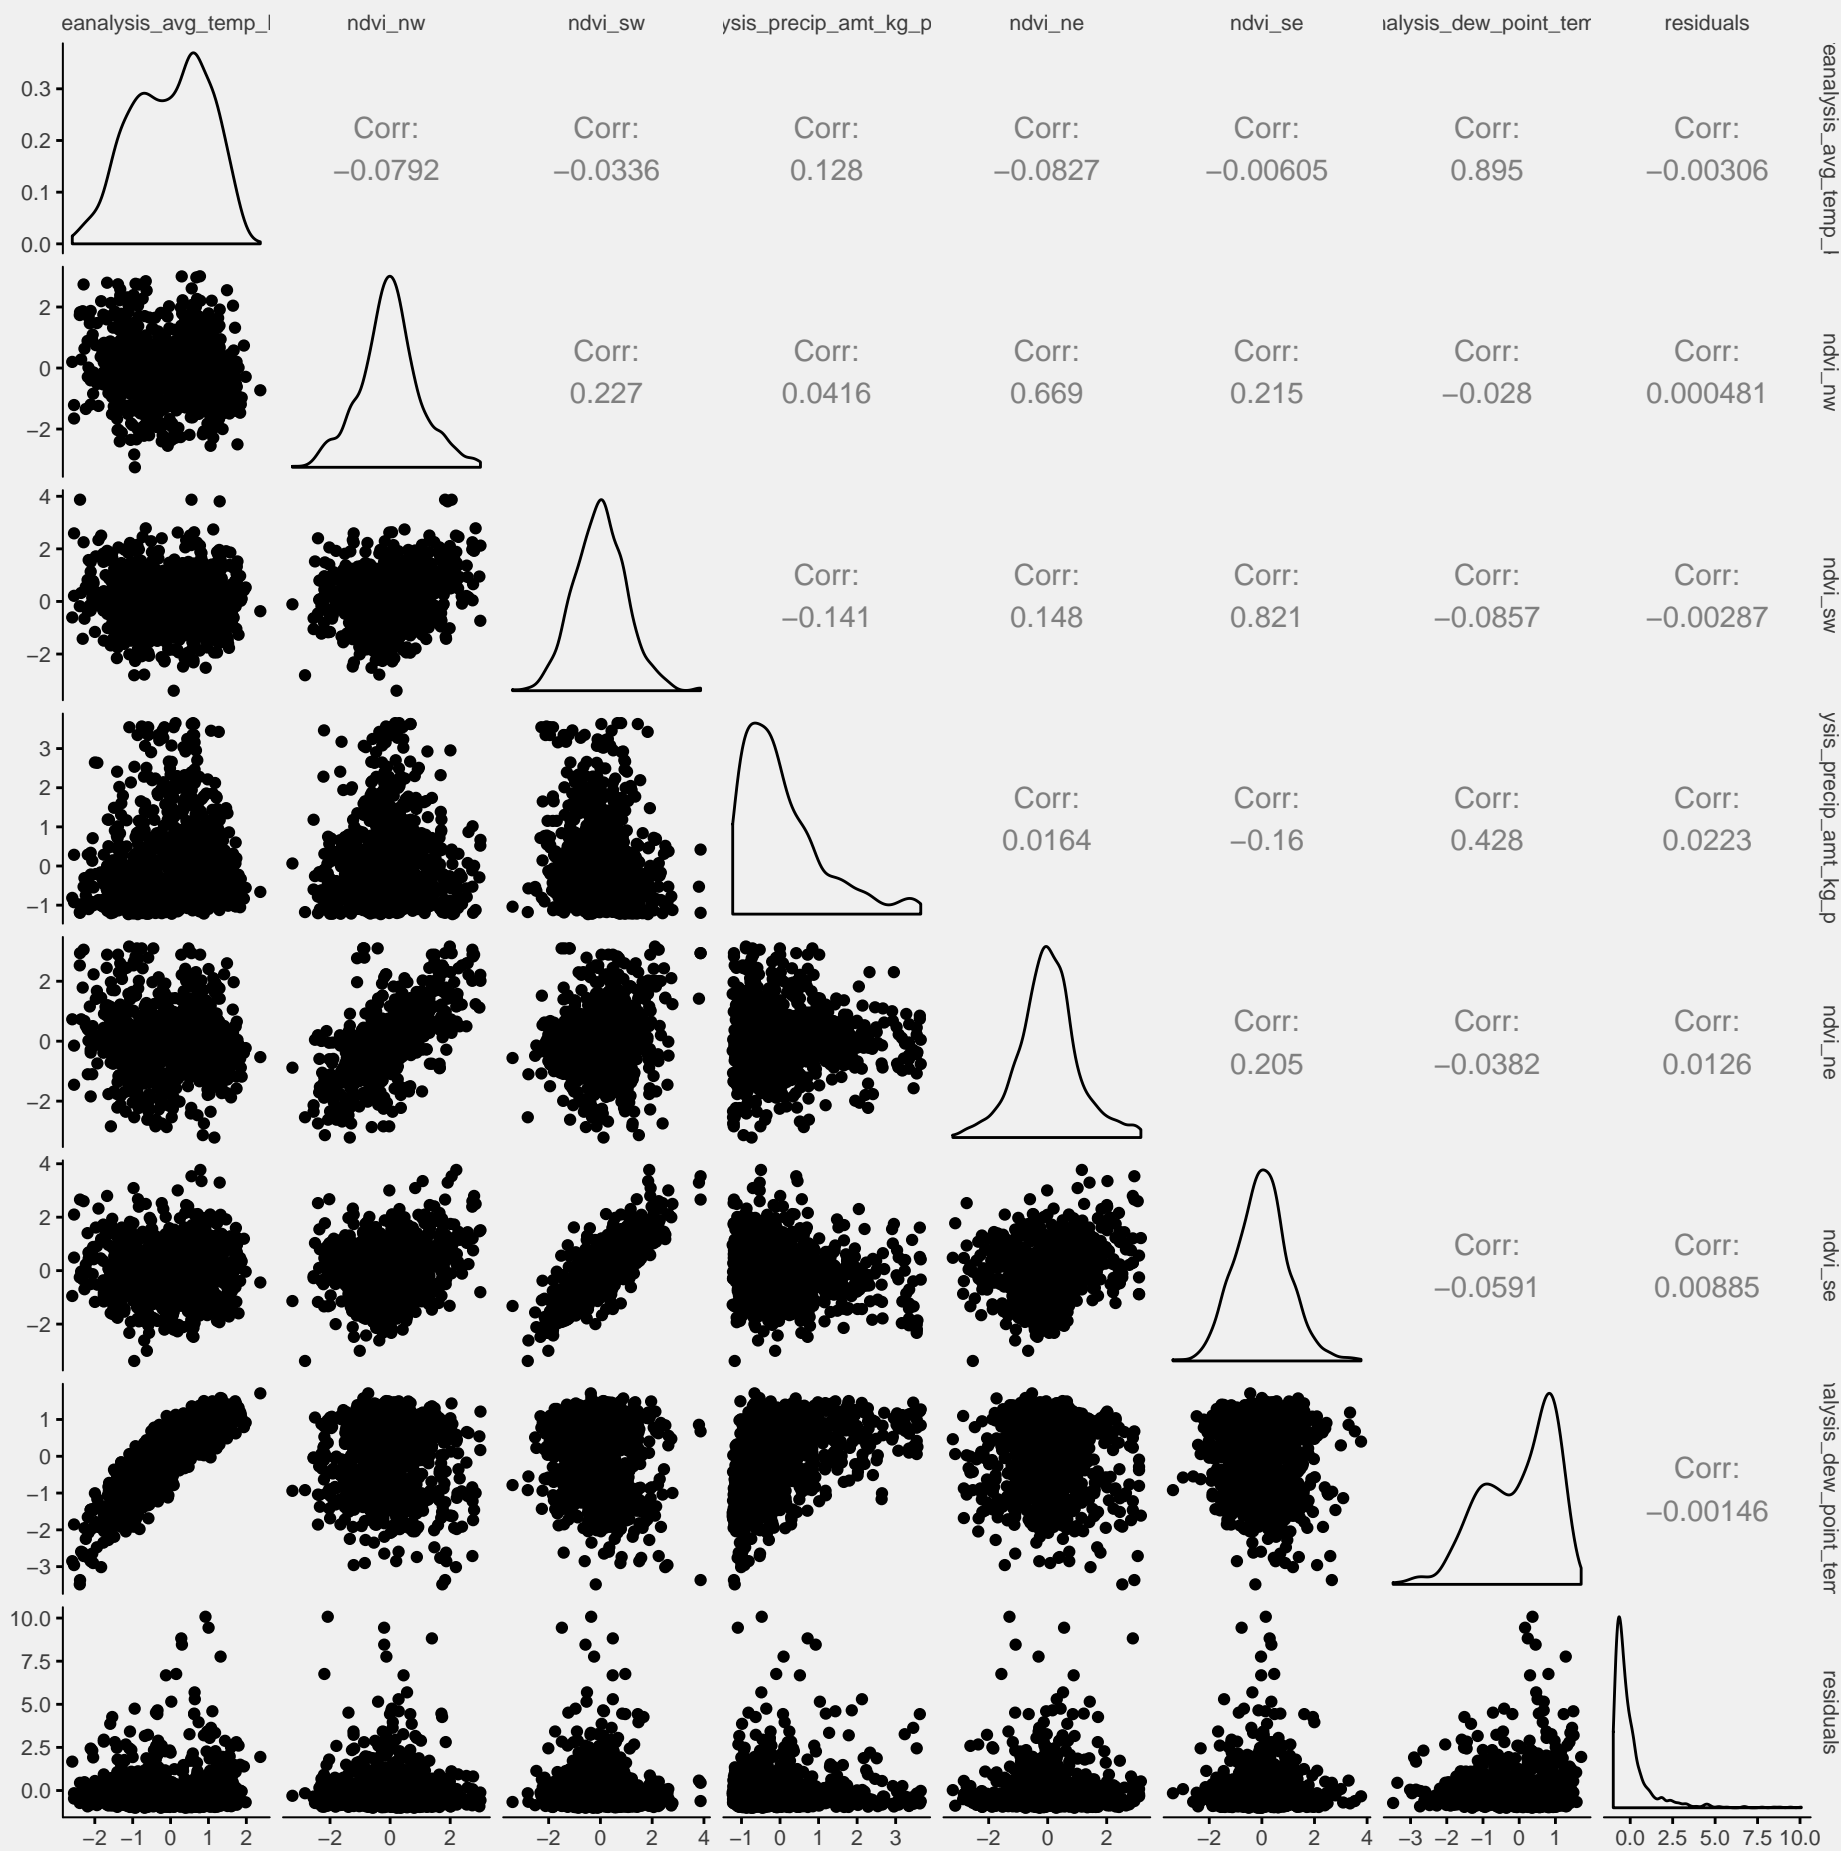 eanalysis_avg_temp_l ndvi_nw ndvi_sw ysis_precip_amt_kg_p ndvi_ne ndvi_se nalysis_dew_point_tem residuals
0.3
0.2
0.1
0.0
Corr: Corr: Corr: Corr: Corr: Corr: Corr:
−0.0792 −0.0336 0.128 −0.0827 −0.00605 0.895 −0.00306
eanalysis_avg_temp_l
2
0
−2
Corr: Corr: Corr: Corr: Corr: Corr:
0.227 0.0416 0.669 0.215 −0.028 0.000481
ndvi_nw
4
2
0
−2
Corr: Corr: Corr: Corr: Corr:
−0.141 0.148 0.821 −0.0857 −0.00287
ndvi_sw
3
2
1
0
−1
Corr: Corr: Corr: Corr:
0.0164 −0.16 0.428 0.0223
ysis_precip_amt_kg_p
2
0
−2
Corr: Corr: Corr:
0.205 −0.0382 0.0126
ndvi_ne
4
2
0
−2
Corr: Corr:
−0.0591 0.00885
ndvi_se
1
0
−1
−2
−3
Corr:
−0.00146
nalysis_dew_point_tem
10.0
7.5
5.0
2.5
0.0
residuals
−2 −1 0 1 2 −2 0 2 −2 0 2 4 −1 0 1 2 3 −2 0 2 −2 0 2 4 −3 −2 −1 0 1 0.0 2.5 5.0 7.5 10.0